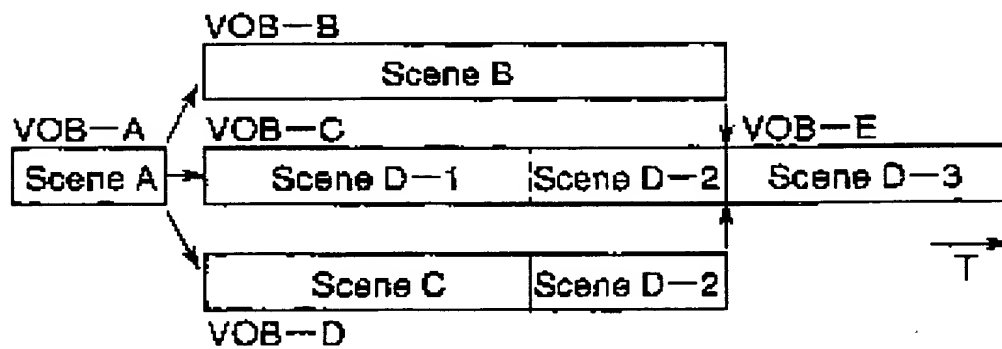 VOB—B
Scene B
VOB—A VOB—C VOB—E
Scene A Scene D—1 Scene D—2 Scene D—3
T
Scene C Scene D—2
VOB—D